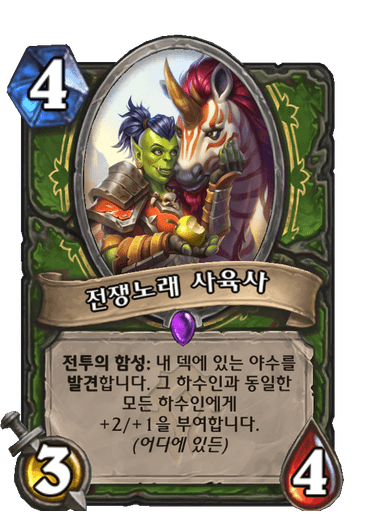 4
전쟁노래 사육사
전투의 함성: 내 덱에 있는 야수를
발견합니다. 그 하수인과 동일한
모든 하수인에게
+2/+1을 부여합니다.
(어디에 있든)
3
4